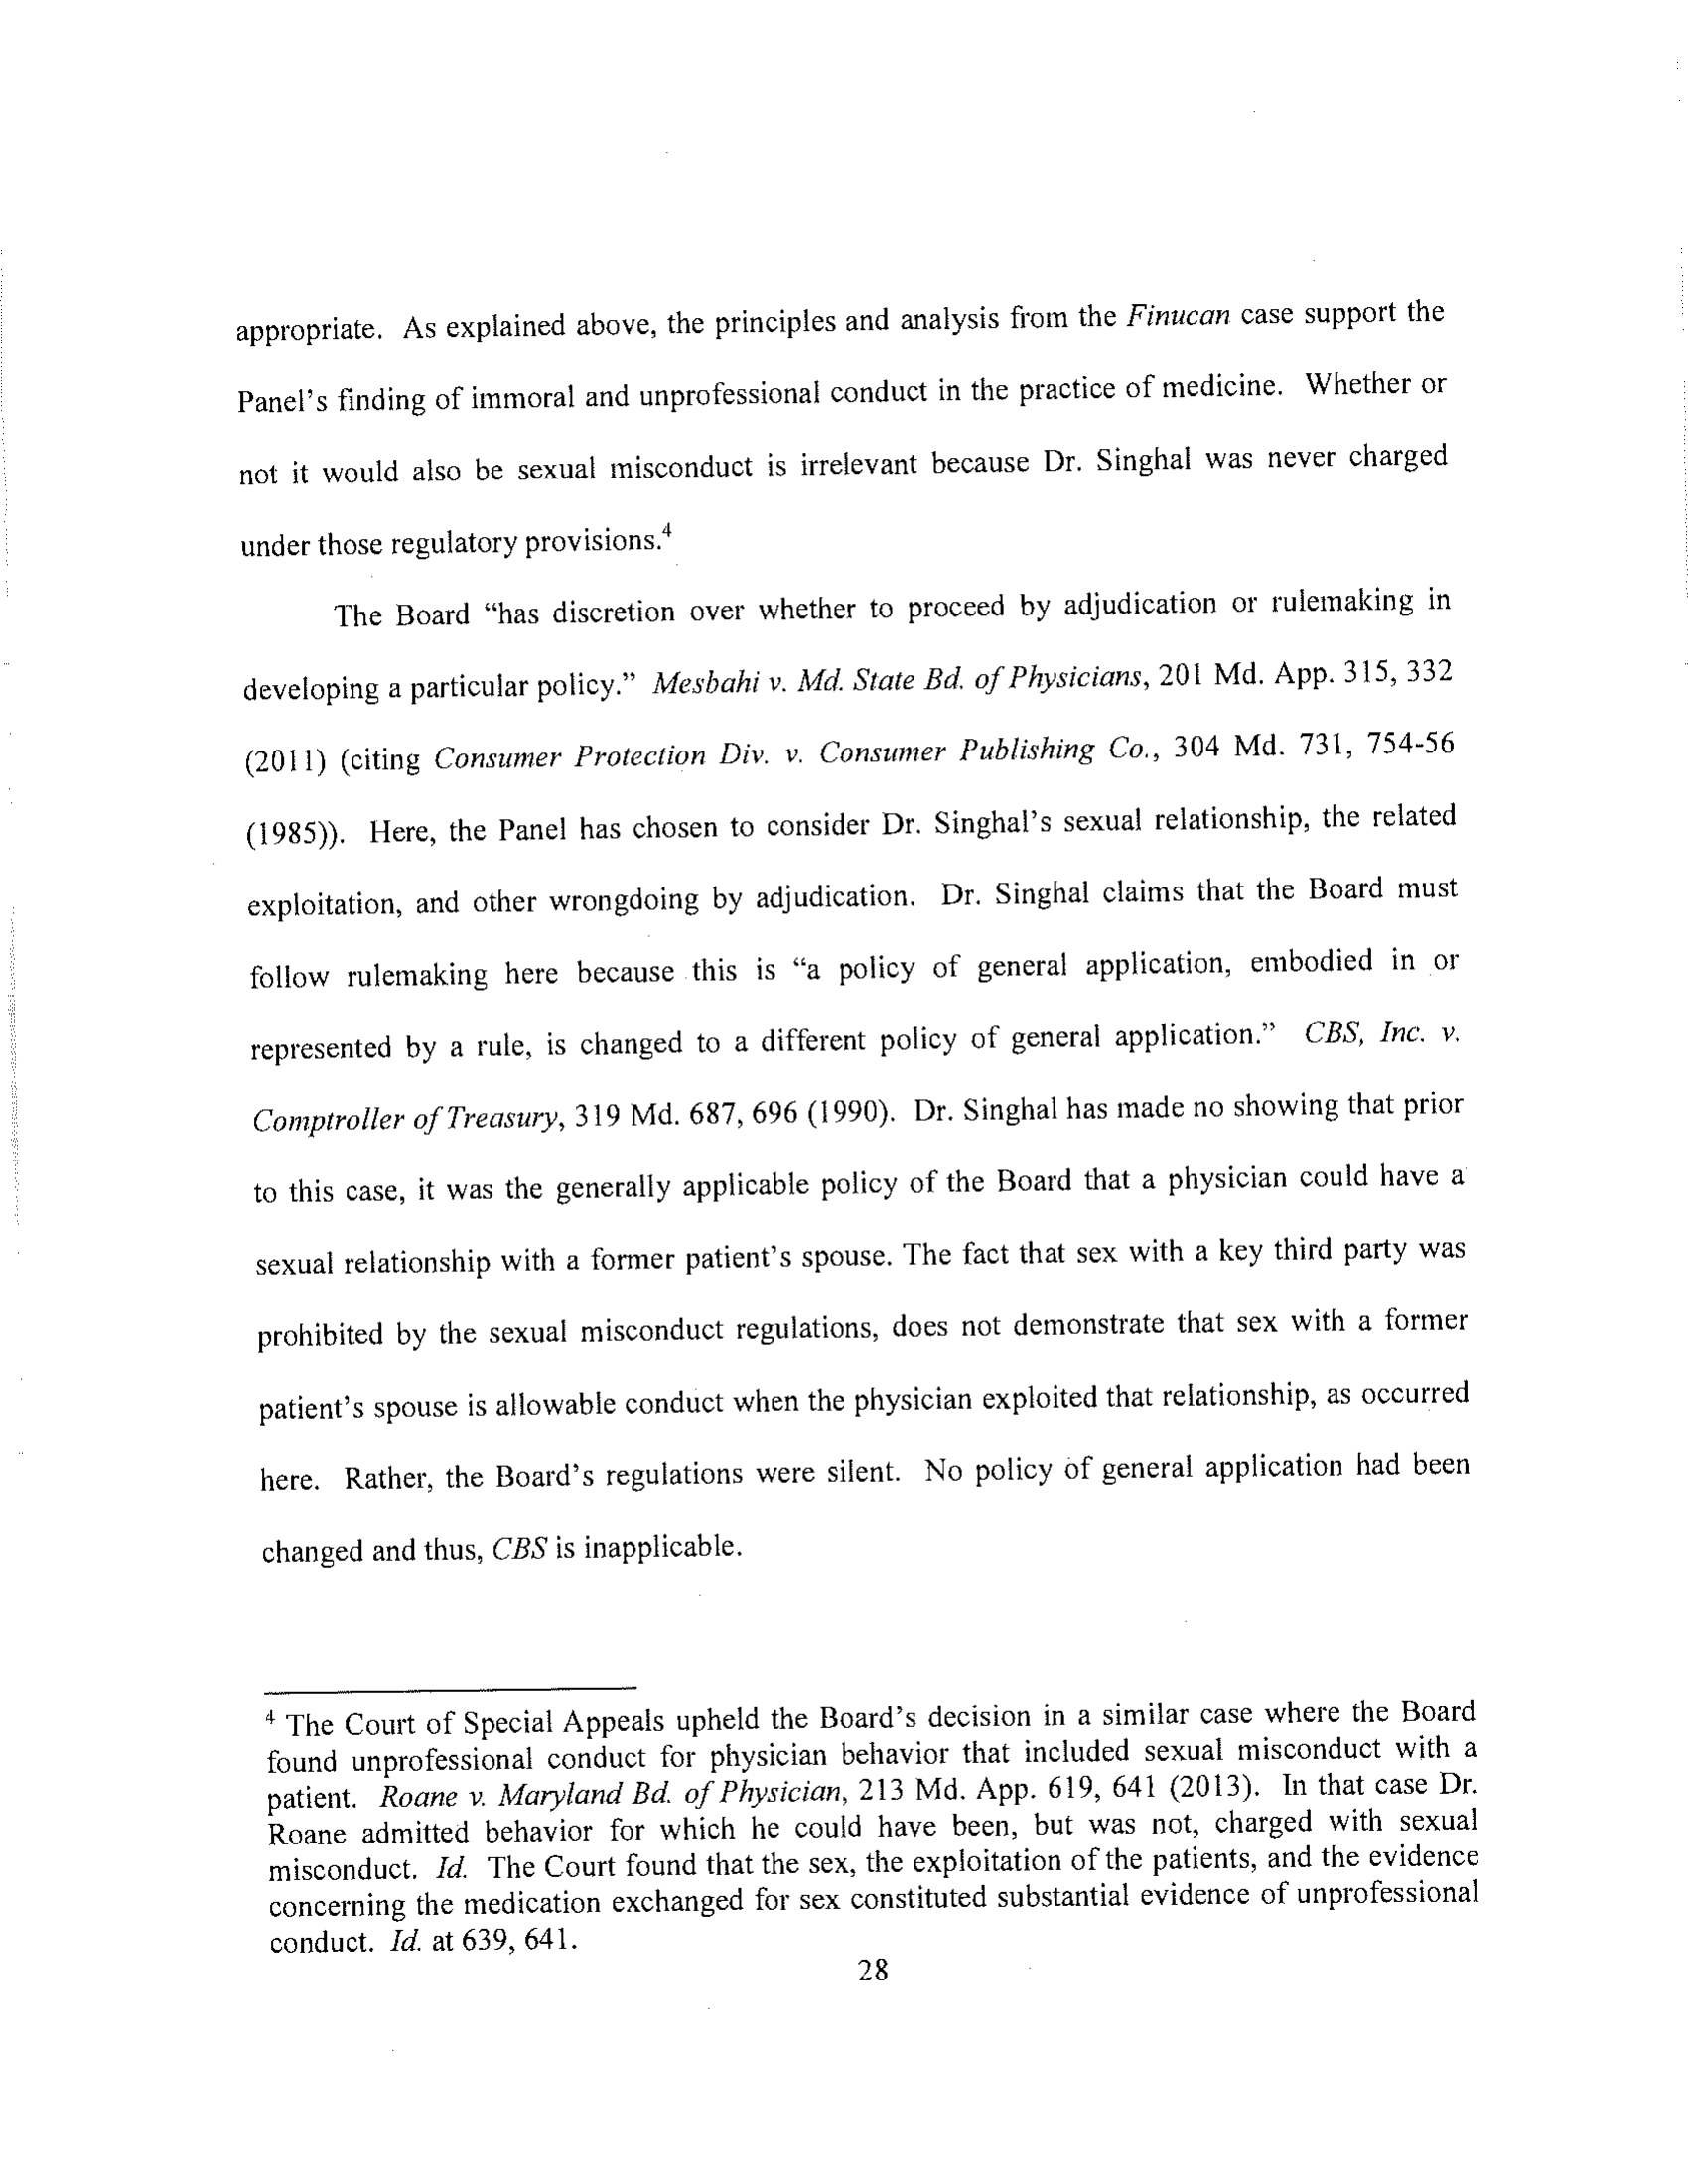 appropriate. As explained above, the principles and analysis from the Finucan case support the
Panel's finding of immoral and unprofessional conduct in the practice of medicine. Whether or
not it would also be sexual misconduct is irrelevant because Dr. Singhal was never charged
under those regulatory provisions.4
The Board “has discretion over whether to proceed by adjudication or rulemaking in
developing a particular policy.” Mesbahi v. Md. State Bd. of Physicians, 201 Md. App. 315, 332
(2011) (citing Consumer Protection Div. v. Consumer Publishing Co., 304 Md. 731, 754-56
(1985)). Here, the Panel has chosen to consider Dr. Singhal's sexual relationship, the related
exploitation, and other wrongdoing by adjudication. Dr. Singhal claims that the Board must
follow rulemaking here because this is “a policy of general application, embodied in or
represented by a rule, is changed to a different policy of general application.” CBS, Inc. v.
Comptroller of Treasury, 319 Md. 687, 696 (1990). Dr. Singhal has made no showing that prior
to this case, it was the generally applicable policy of the Board that a physician could have a
sexual relationship with a former patient's spouse. The fact that sex with a key third party was
prohibited by the sexual misconduct regulations, does not demonstrate that sex with a former
patient's spouse is allowable conduct when the physician exploited that relationship, as occurred
here. Rather, the Board's regulations were silent. No policy of general application had been
changed and thus, CBS is inapplicable.
4 The Court of Special Appeals upheld the Board's decision in a similar case where the Board
found unprofessional conduct for physician behavior that included sexual misconduct with a
patient. Roane v. Maryland Bd. of Physician, 213 Md. App. 619, 641 (2013). In that case Dr.
Roane admitted behavior for which he could have been, but was not, charged with sexual
misconduct. Id. The Court found that the sex, the exploitation of the patients, and the evidence
concerning the medication exchanged for sex constituted substantial evidence of unprofessional
conduct. Id. at 639, 641.
28